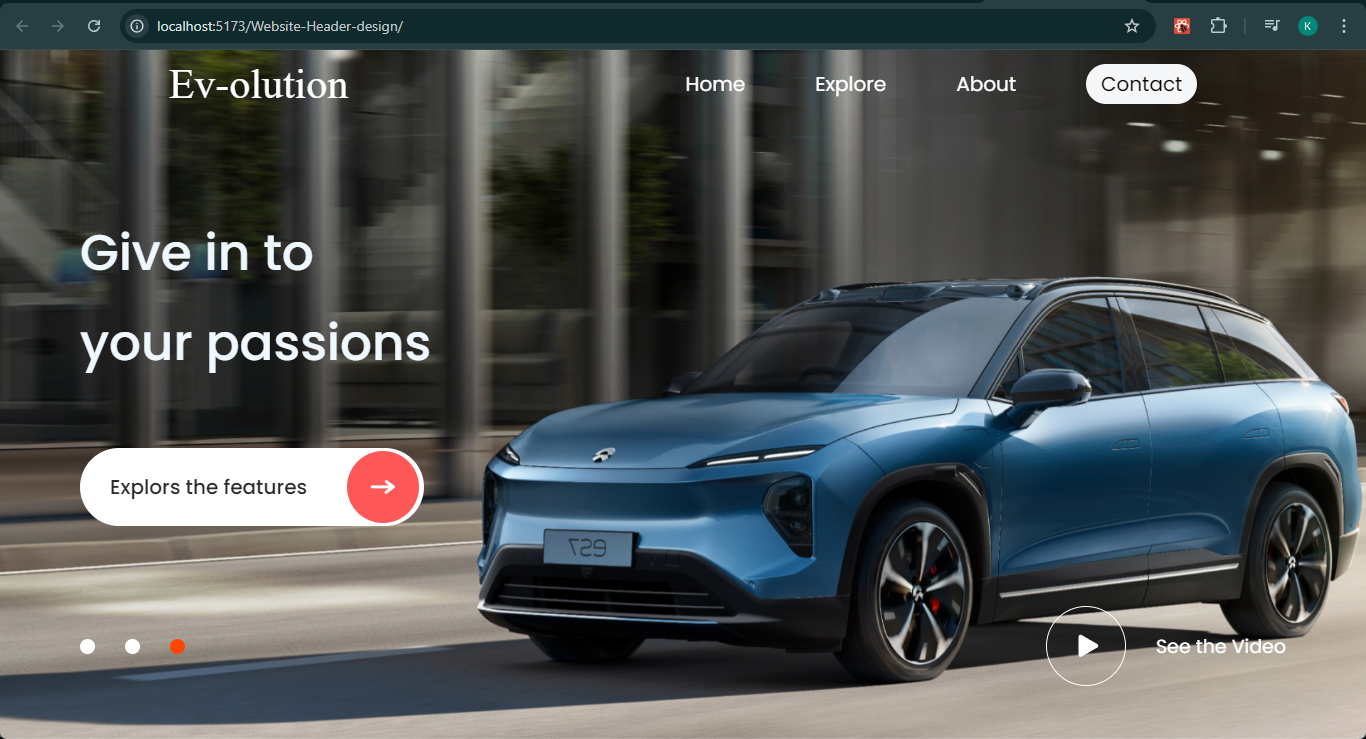 localhost:5173/Website-Header-design/
K
Ev-olution
Home Explore About Contact
Give in to
your passions
Explors the features
ES7
See the Video